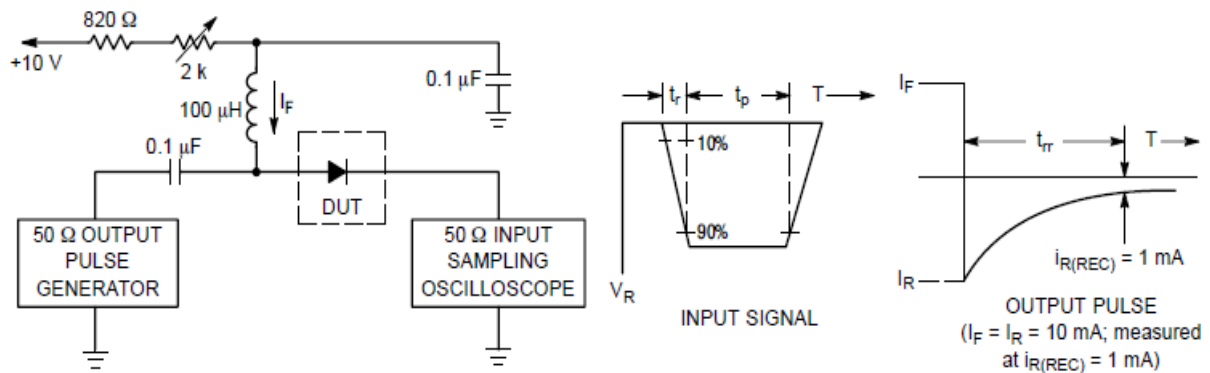 820 Ω
+10 V
2 k
100 μH
I_F
0.1 μF
0.1 μF
DUT
50 Ω OUTPUT
PULSE
GENERATOR
50 Ω INPUT
SAMPLING
OSCILLOSCOPE
t_r
t_p
T
10%
90%
V_R
INPUT SIGNAL
I_F
t_rr
T
i_R(REC) = 1 mA
I_R
OUTPUT PULSE
(I_F = I_R = 10 mA; measured
at i_R(REC) = 1 mA)